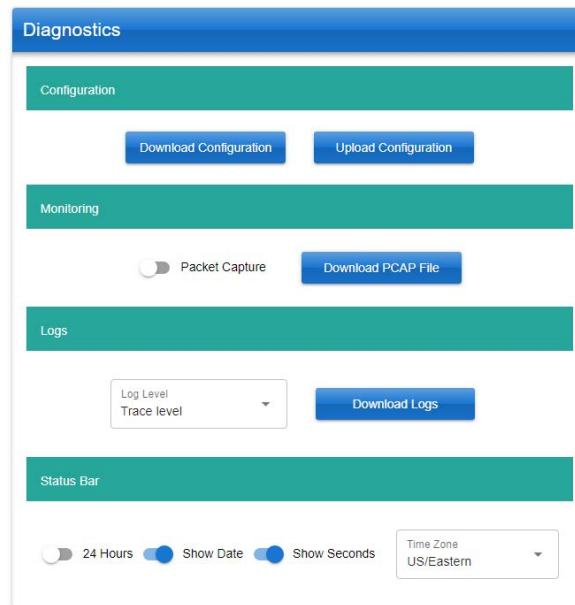 Diagnostics
Configuration
Download Configuration
Upload Configuration
Monitoring
Packet Capture
Download PCAP File
Logs
Log Level
Trace level
Download Logs
Status Bar
24 Hours
Show Date
Show Seconds
Time Zone
US/Eastern